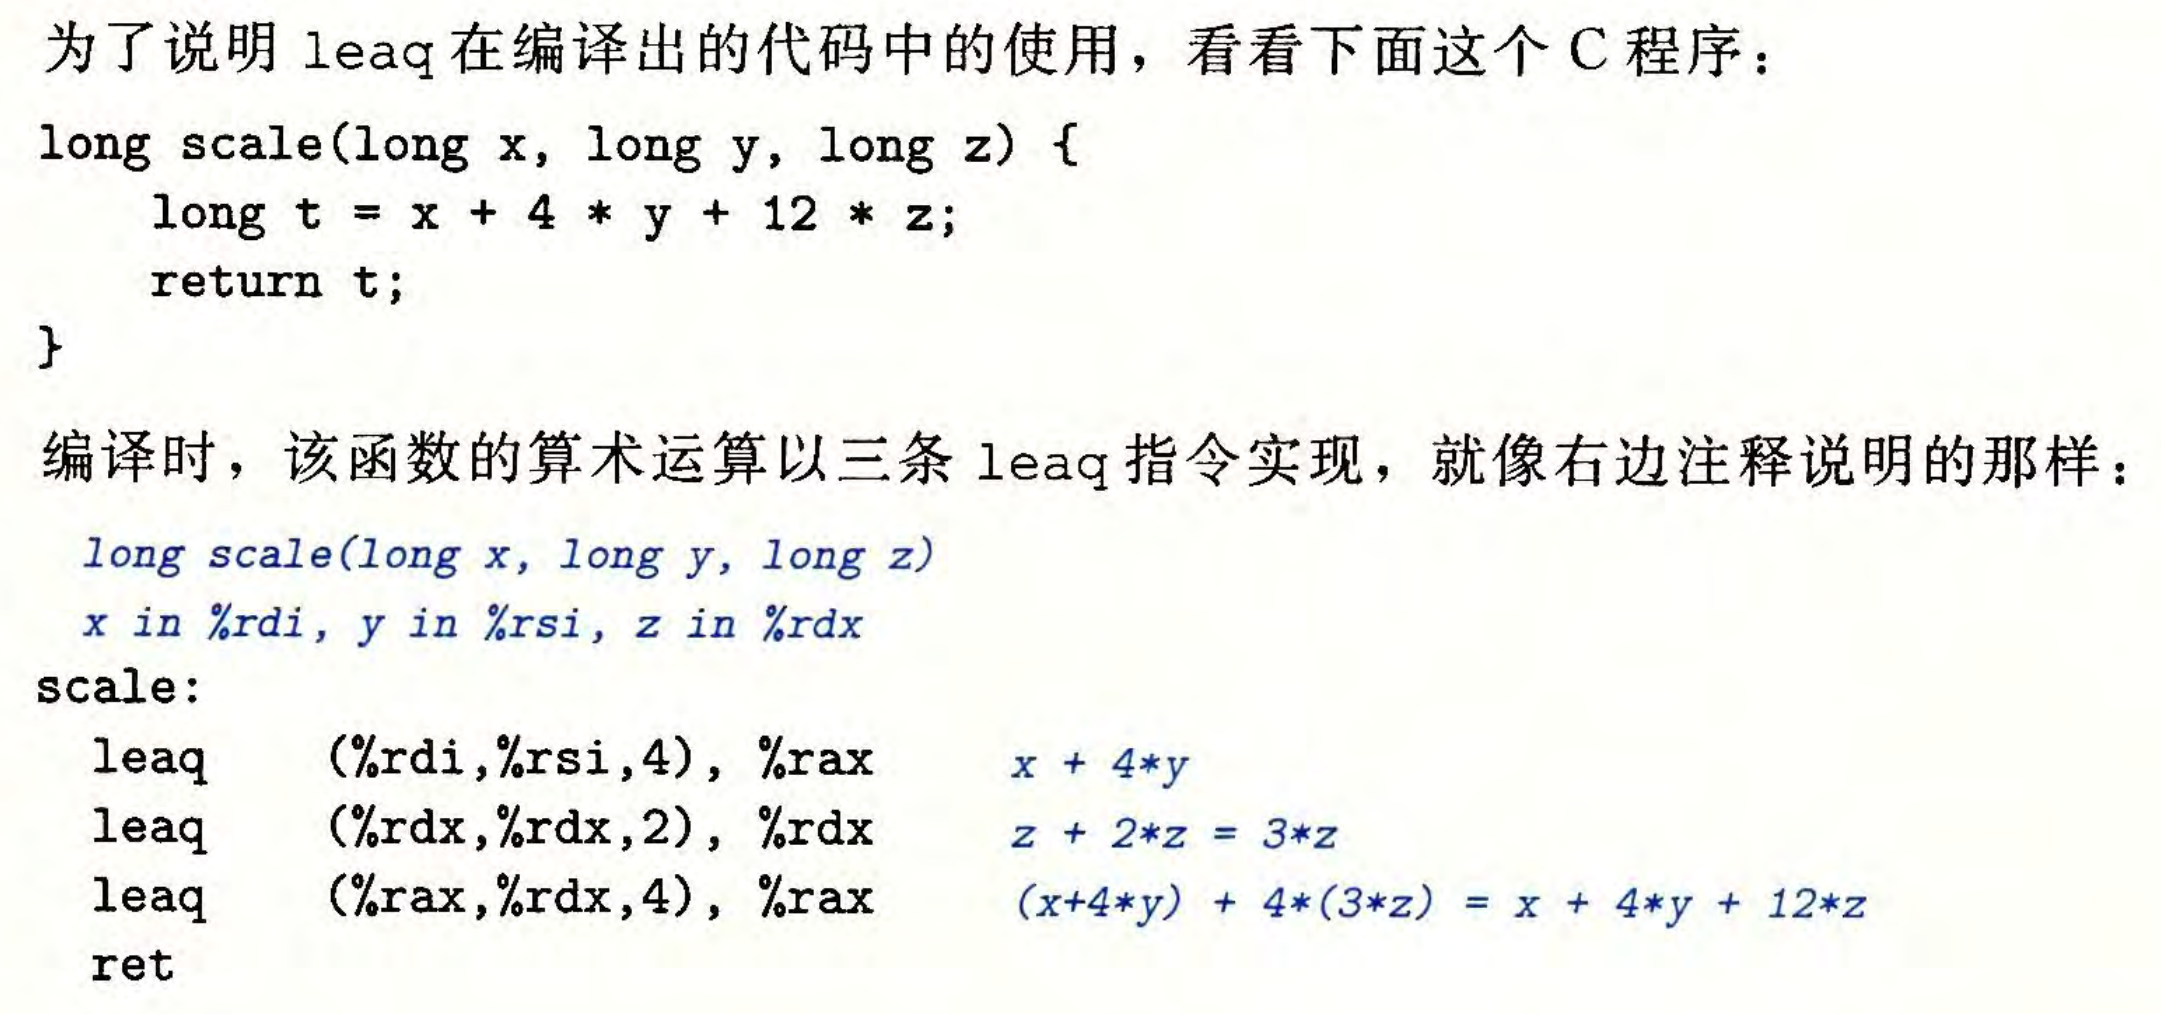 为了说明 leaq 在编译出的代码中的使用，看看下面这个 C 程序：
long scale(long x, long y, long z) {
    long t = x + 4 * y + 12 * z;
    return t;
}
编译时，该函数的算术运算以三条 leaq 指令实现，就像右边注释说明的那样：
long scale(long x, long y, long z)
x in %rdi, y in %rsi, z in %rdx
scale:
leaq (%rdi,%rsi,4), %rax x + 4*y
leaq (%rdx,%rdx,2), %rdx z + 2*z = 3*z
leaq (%rax,%rdx,4), %rax (x+4*y) + 4*(3*z) = x + 4*y + 12*z
ret